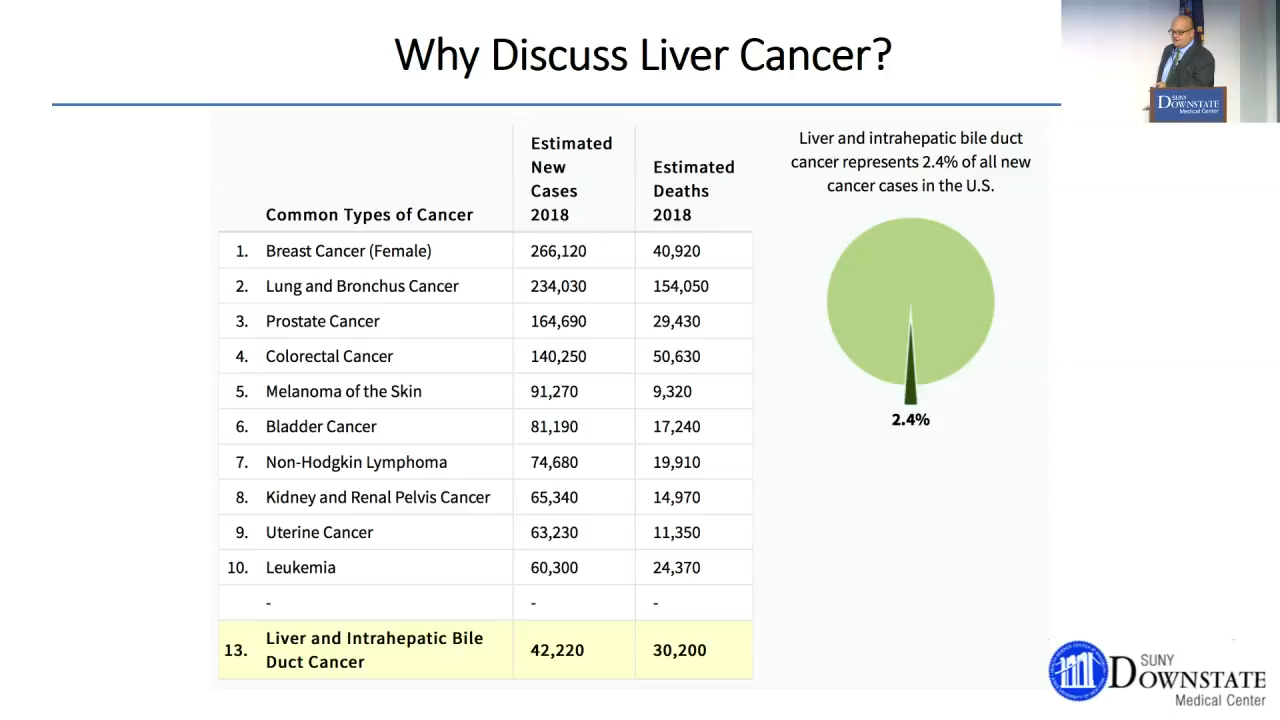 Why Discuss Liver Cancer?
SUNY
DOWNSTATE
Medical Center
Common Types of Cancer
Estimated
New
Cases
2018
Estimated
Deaths
2018
1. Breast Cancer (Female) 266,120 40,920
2. Lung and Bronchus Cancer 234,030 154,050
3. Prostate Cancer 164,690 29,430
4. Colorectal Cancer 140,250 50,630
5. Melanoma of the Skin 91,270 9,320
6. Bladder Cancer 81,190 17,240
7. Non-Hodgkin Lymphoma 74,680 19,910
8. Kidney and Renal Pelvis Cancer 65,340 14,970
9. Uterine Cancer 63,230 11,350
10. Leukemia 60,300 24,370
- - -
13. Liver and Intrahepatic Bile
Duct Cancer 42,220 30,200
Liver and intrahepatic bile duct
cancer represents 2.4% of all new
cancer cases in the U.S.
2.4%
SUNY
DOWNSTATE
Medical Center